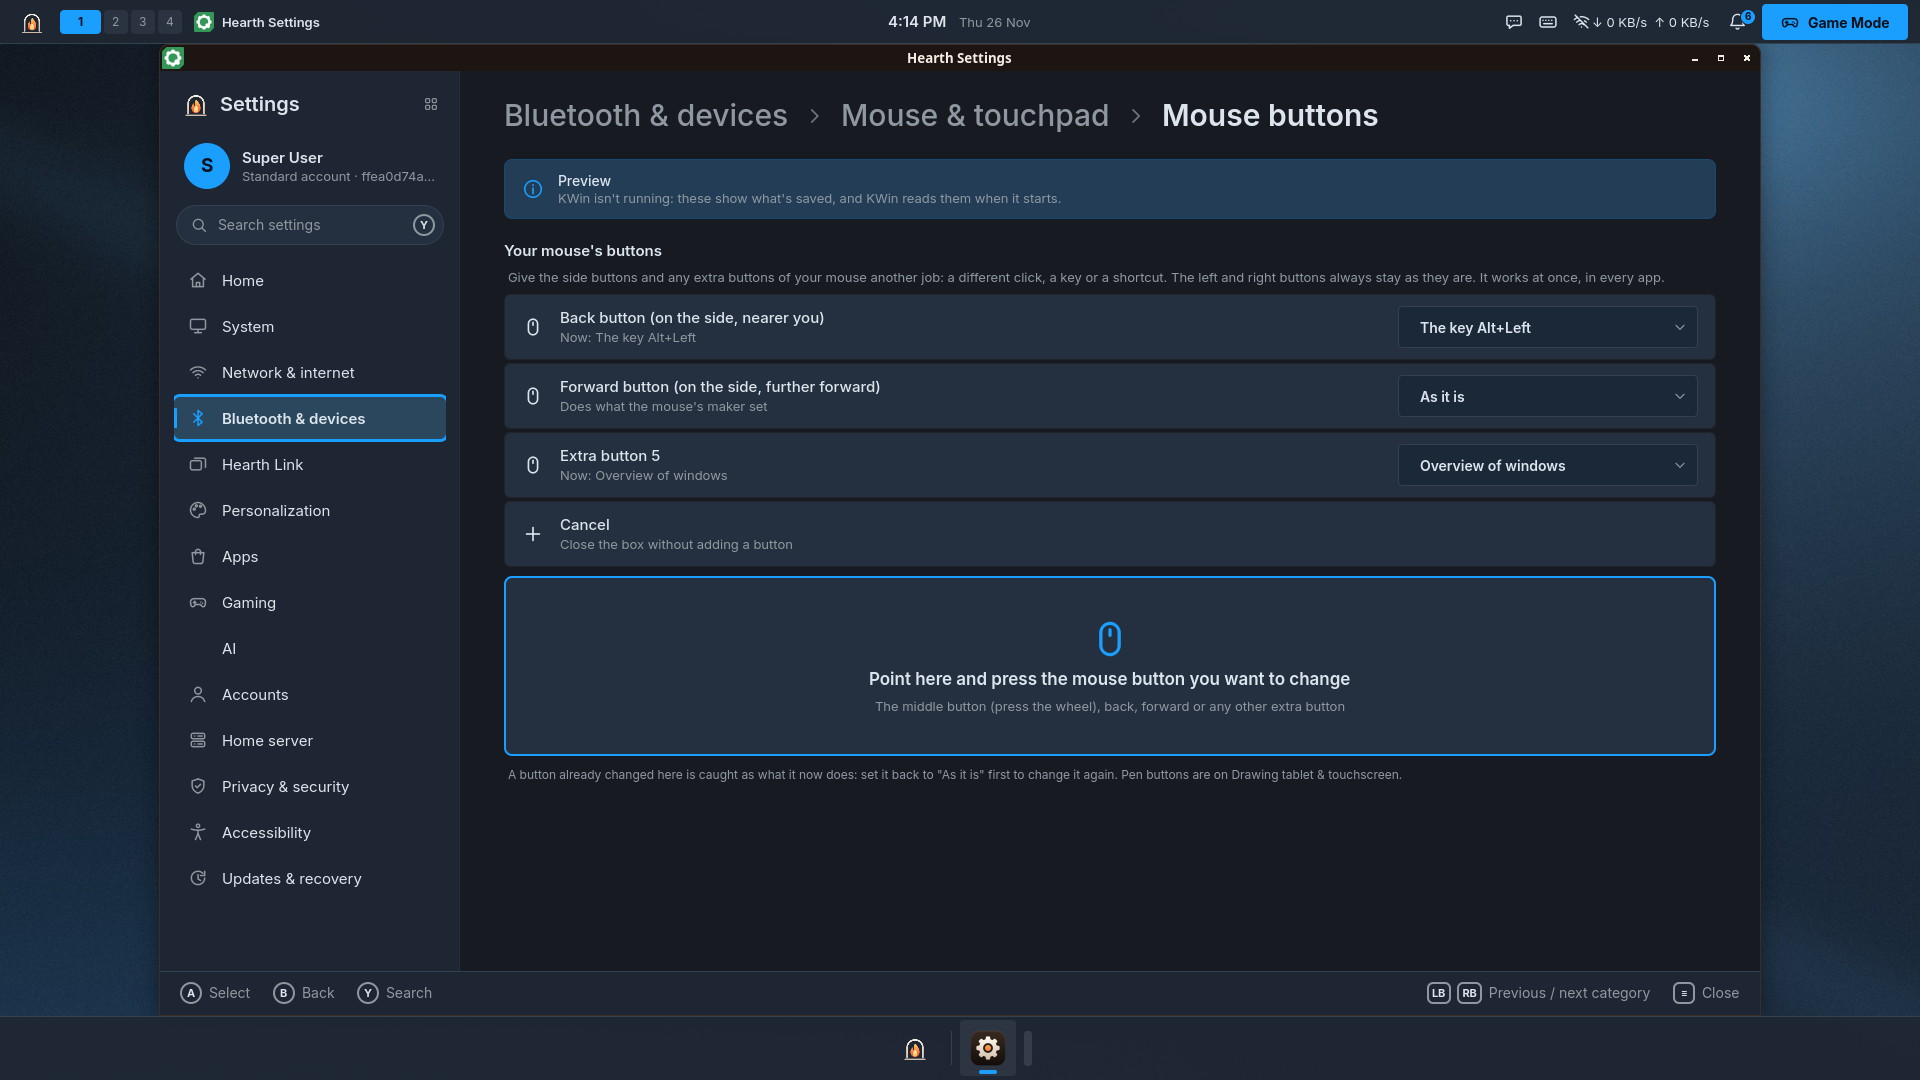 1 2 3 4 Hearth Settings
4:14 PM Thu 26 Nov
↓ 0 KB/s ↑ 0 KB/s 6 Game Mode
Hearth Settings
Settings
S
Super User
Standard account · ffea0d74a...
Search settings Y
Home
System
Network & internet
Bluetooth & devices
Hearth Link
Personalization
Apps
Gaming
AI
Accounts
Home server
Privacy & security
Accessibility
Updates & recovery
Bluetooth & devices > Mouse & touchpad > Mouse buttons
Preview
KWin isn't running: these show what's saved, and KWin reads them when it starts.
Your mouse's buttons
Give the side buttons and any extra buttons of your mouse another job: a different click, a key or a shortcut. The left and right buttons always stay as they are. It works at once, in every app.
Back button (on the side, nearer you)
Now: The key Alt+Left
The key Alt+Left
Forward button (on the side, further forward)
Does what the mouse's maker set
As it is
Extra button 5
Now: Overview of windows
Overview of windows
Cancel
Close the box without adding a button
Point here and press the mouse button you want to change
The middle button (press the wheel), back, forward or any other extra button
A button already changed here is caught as what it now does: set it back to "As it is" first to change it again. Pen buttons are on Drawing tablet & touchscreen.
A Select B Back Y Search
LB RB Previous / next category ≡ Close